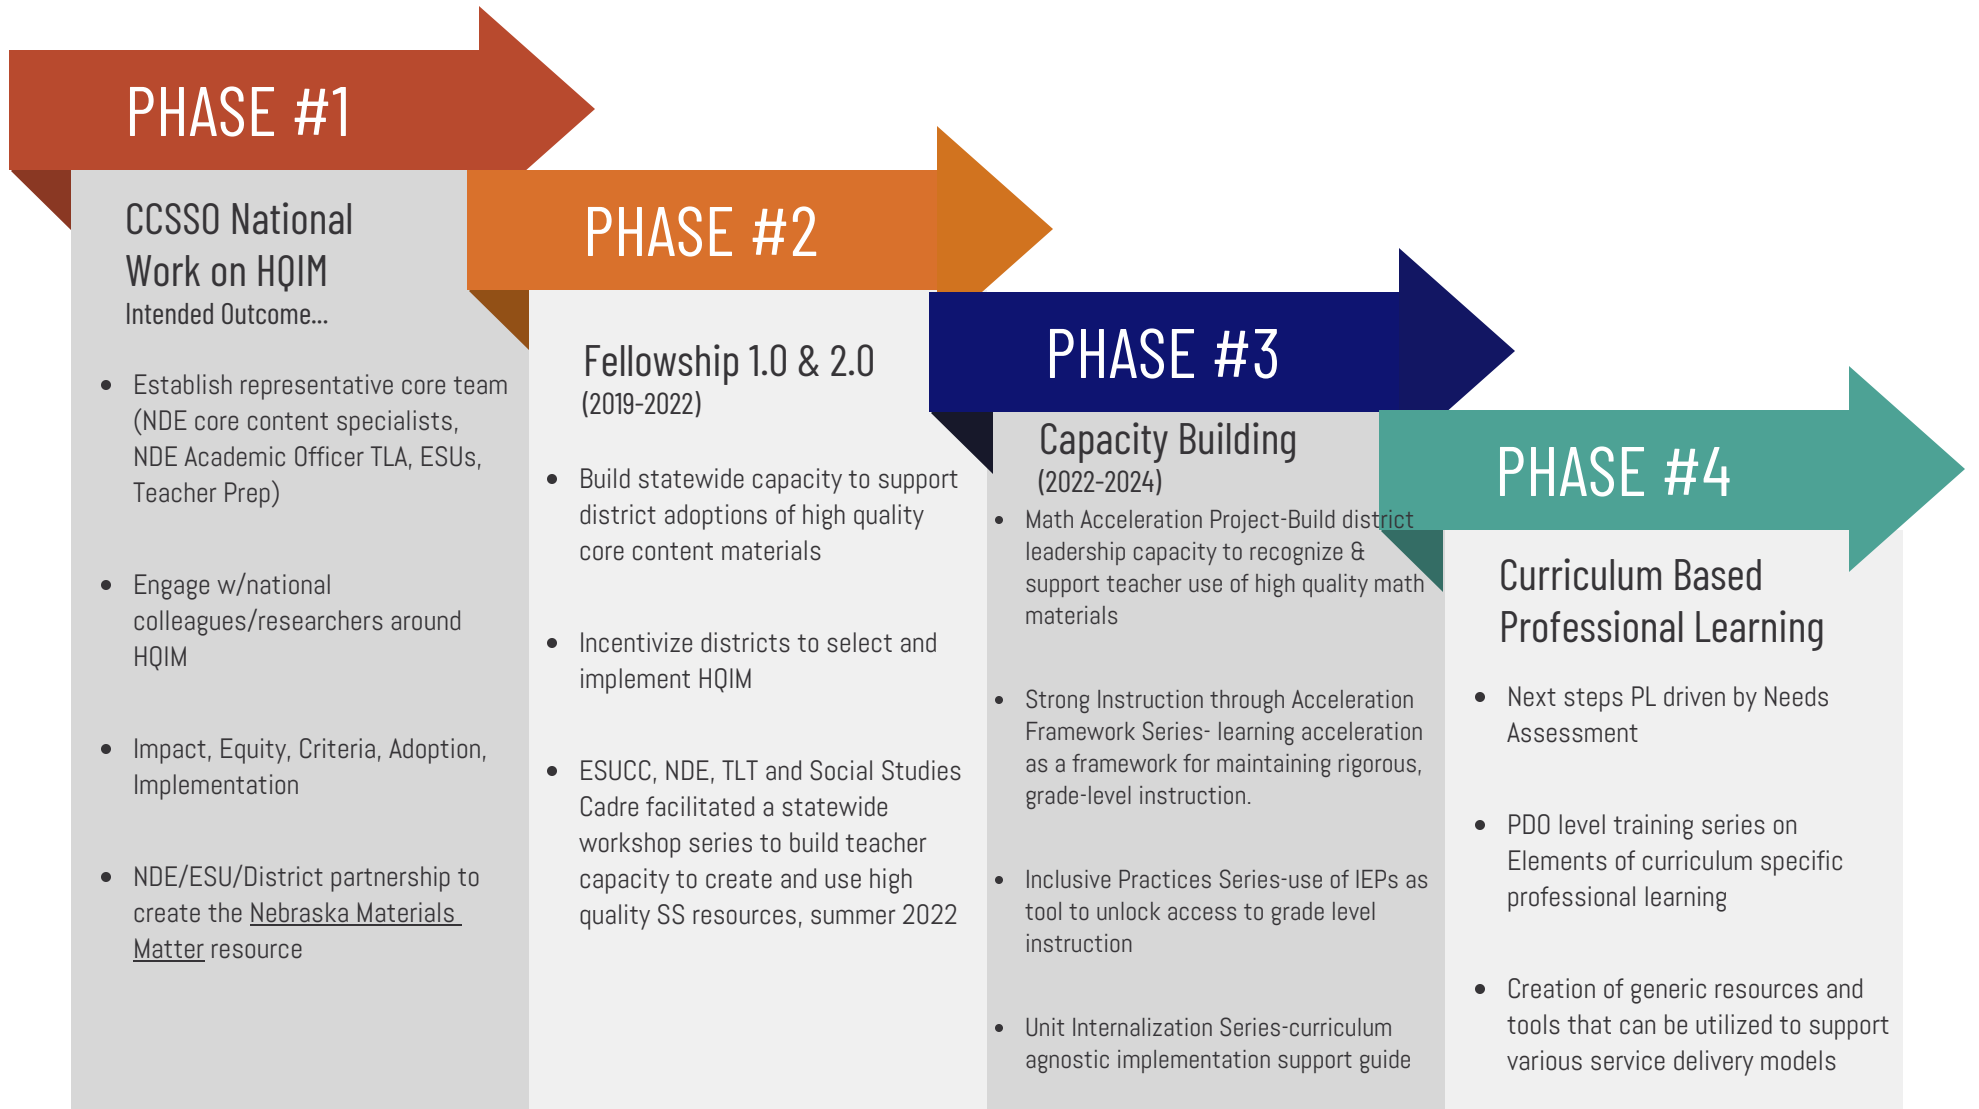 PHASE #1
CCSSO National
Work on HQIM
Intended Outcome...
• Establish representative core team
(NDE core content specialists,
NDE Academic Officer TLA, ESUs,
Teacher Prep)
• Engage w/national
colleagues/researchers around
HQIM
• Impact, Equity, Criteria, Adoption,
Implementation
• NDE/ESU/District partnership to
create the Nebraska Materials
Matter resource
PHASE #2
Fellowship 1.0 & 2.0
(2019-2022)
• Build statewide capacity to support
district adoptions of high quality
core content materials
• Incentivize districts to select and
implement HQIM
• ESUCC, NDE, TLT and Social Studies
Cadre facilitated a statewide
workshop series to build teacher
capacity to create and use high
quality SS resources, summer 2022
PHASE #3
Capacity Building
(2022-2024)
• Math Acceleration Project-Build district
leadership capacity to recognize &
support teacher use of high quality math
materials
• Strong Instruction through Acceleration
Framework Series- learning acceleration
as a framework for maintaining rigorous,
grade-level instruction.
• Inclusive Practices Series-use of IEPs as
tool to unlock access to grade level
instruction
• Unit Internalization Series-curriculum
agnostic implementation support guide
PHASE #4
Curriculum Based
Professional Learning
• Next steps PL driven by Needs
Assessment
• PDO level training series on
Elements of curriculum specific
professional learning
• Creation of generic resources and
tools that can be utilized to support
various service delivery models